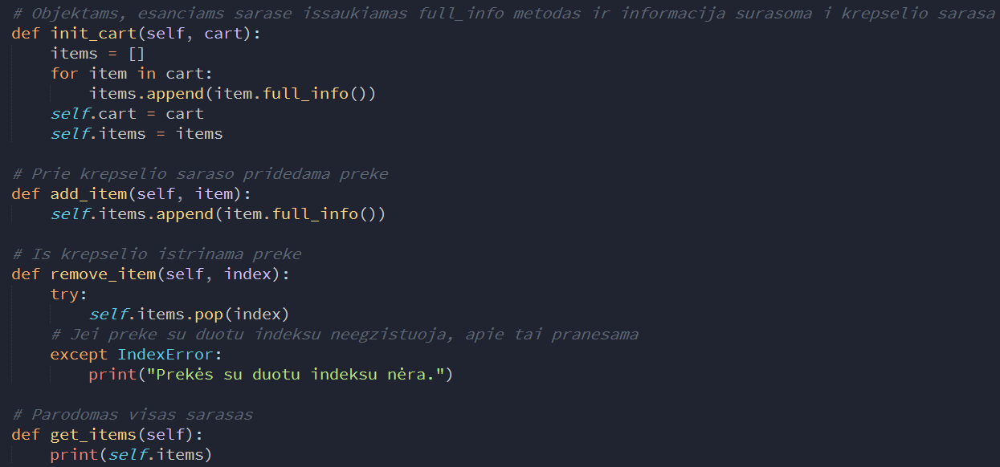 # Objektams, esanciams sarase issaukiamas full_info metodas ir informacija surasoma i krepselio sarasa
def init_cart(self, cart):
    items = []
    for item in cart:
        items.append(item.full_info())
    self.cart = cart
    self.items = items

# Prie krepselio saraso pridedama preke
def add_item(self, item):
    self.items.append(item.full_info())

# Is krepselio istrinama preke
def remove_item(self, index):
    try:
        self.items.pop(index)
    # Jei preke su duotu indeksu neegzistuoja, apie tai pranesama
    except IndexError:
        print("Prekės su duotu indeksu nėra.")

# Parodomas visas sarasas
def get_items(self):
    print(self.items)